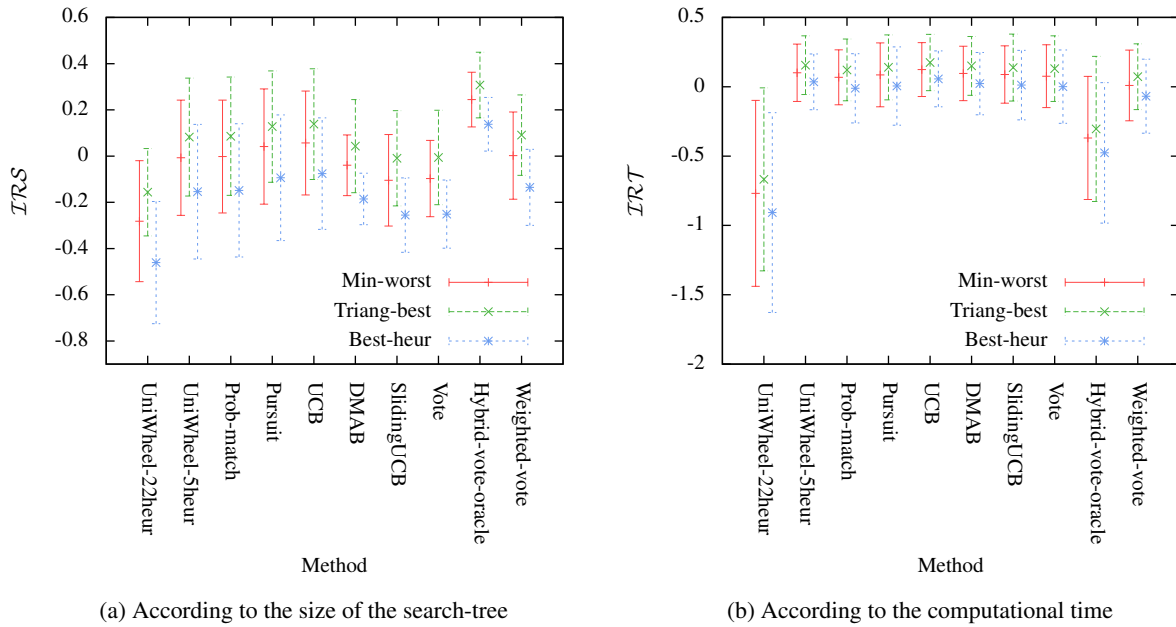 0.6
0.4
0.2
0
-0.2
-0.4
-0.6
-0.8
IRS
Min-worst
Triang-best
Best-heur
UniWheel-22heur
UniWheel-5heur
Prob-match
Pursuit
UCB
DMAB
SlidingUCB
Vote
Hybrid-vote-oracle
Weighted-vote
Method
(a) According to the size of the search-tree
0.5
0
-0.5
-1
-1.5
-2
IRT
Min-worst
Triang-best
Best-heur
UniWheel-22heur
UniWheel-5heur
Prob-match
Pursuit
UCB
DMAB
SlidingUCB
Vote
Hybrid-vote-oracle
Weighted-vote
Method
(b) According to the computational time